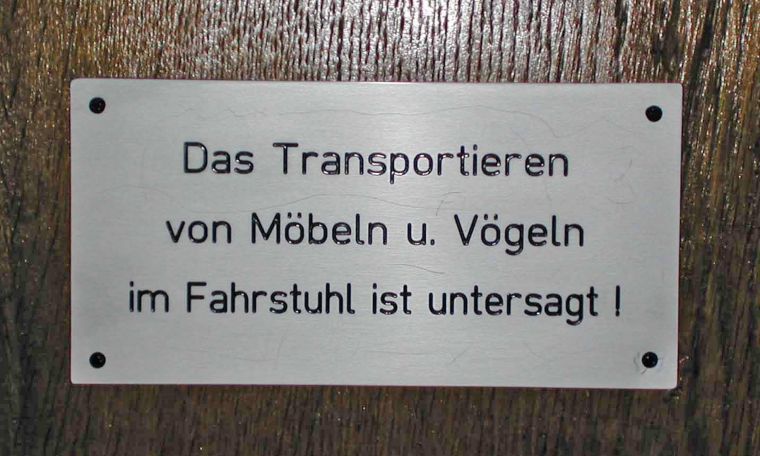 Das Transportieren
von Möbeln u. Vögeln
im Fahrstuhl ist untersagt !